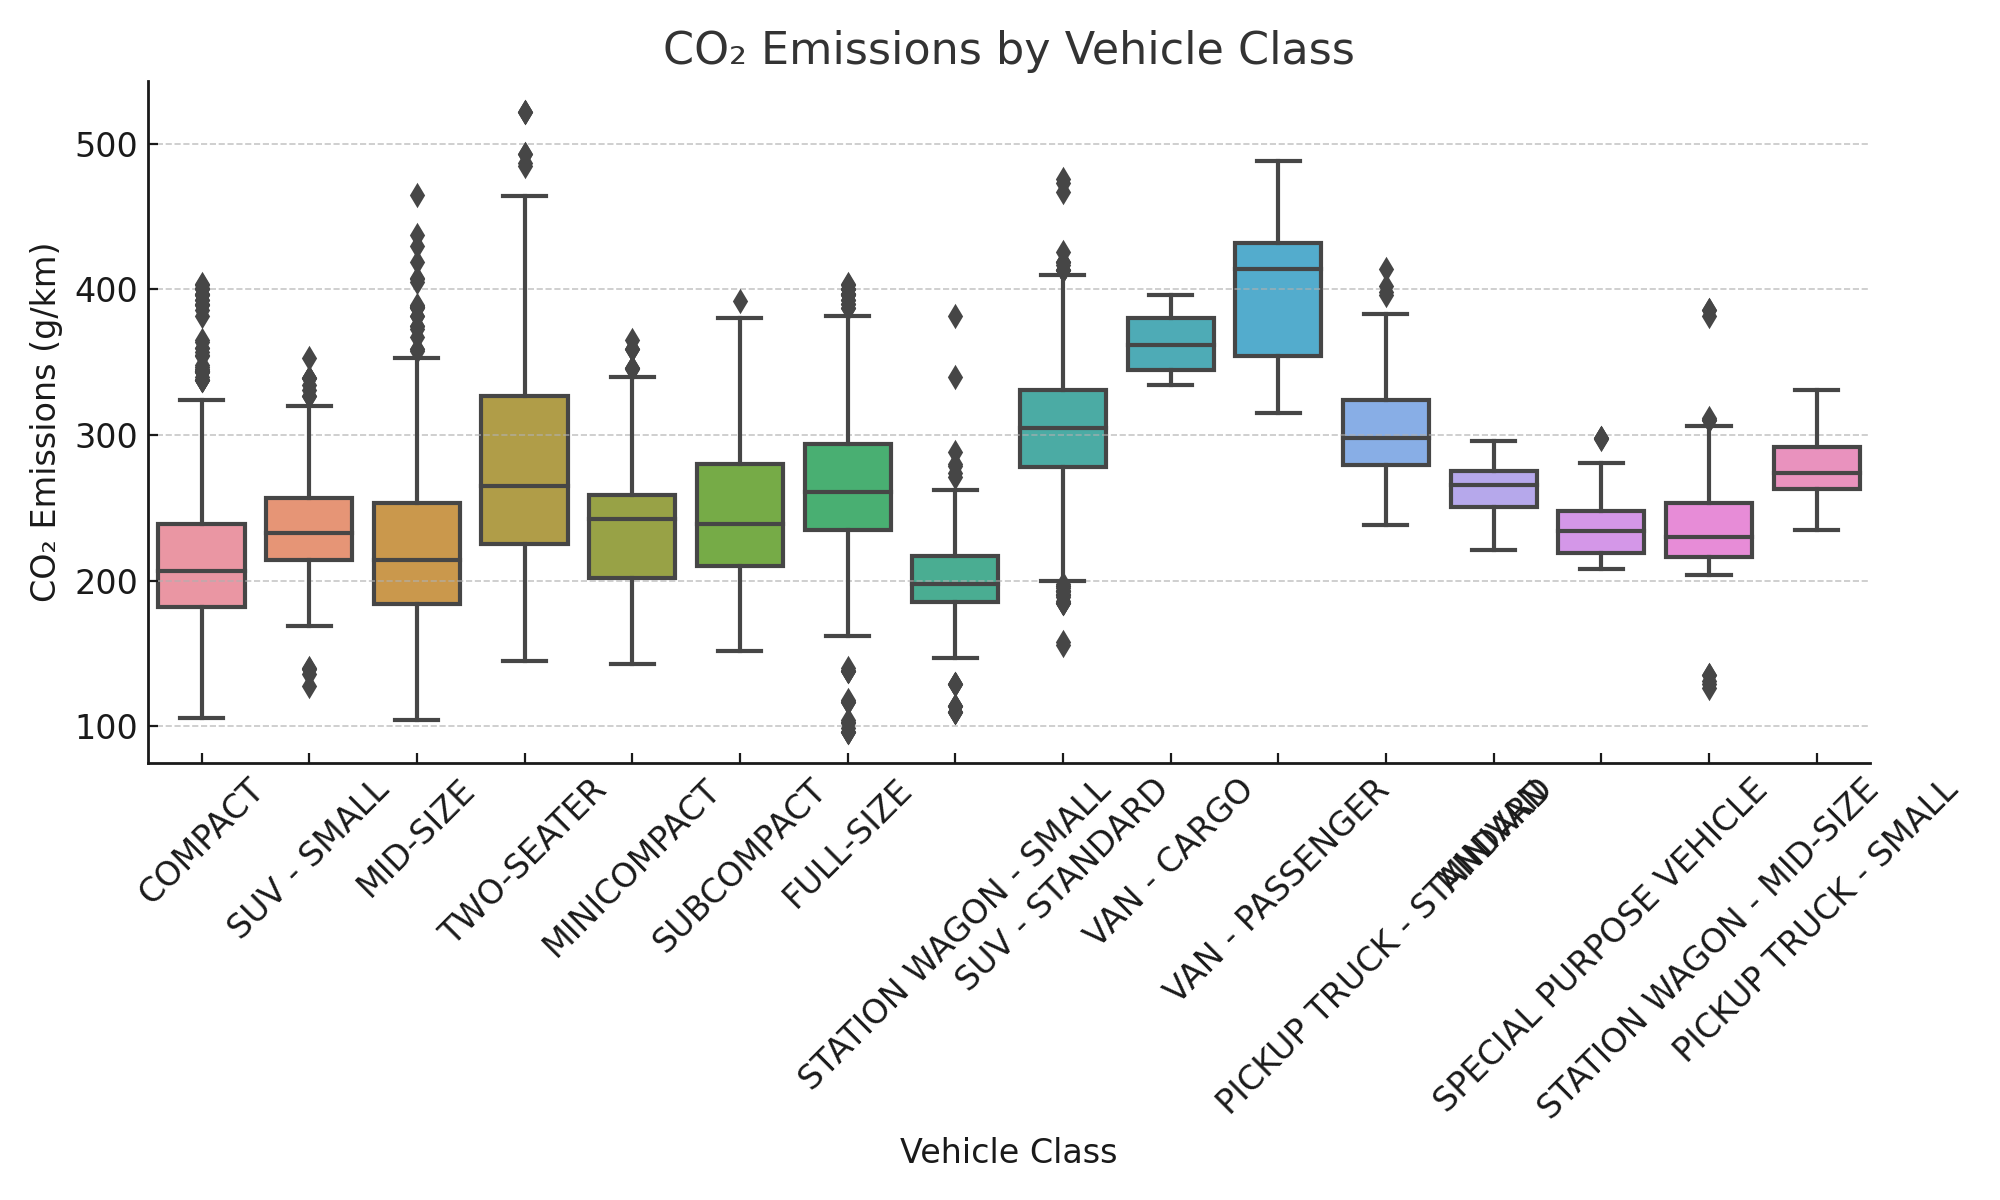 CO₂ Emissions by Vehicle Class
CO₂ Emissions (g/km)
500
400
300
200
100
COMPACT
SUV - SMALL
MID-SIZE
TWO-SEATER
MINICOMPACT
SUBCOMPACT
FULL-SIZE
STATION WAGON - SMALL
SUV - STANDARD
VAN - CARGO
VAN - PASSENGER
PICKUP TRUCK - STANDARD
MINIVAN
SPECIAL PURPOSE VEHICLE
STATION WAGON - MID-SIZE
PICKUP TRUCK - SMALL
Vehicle Class